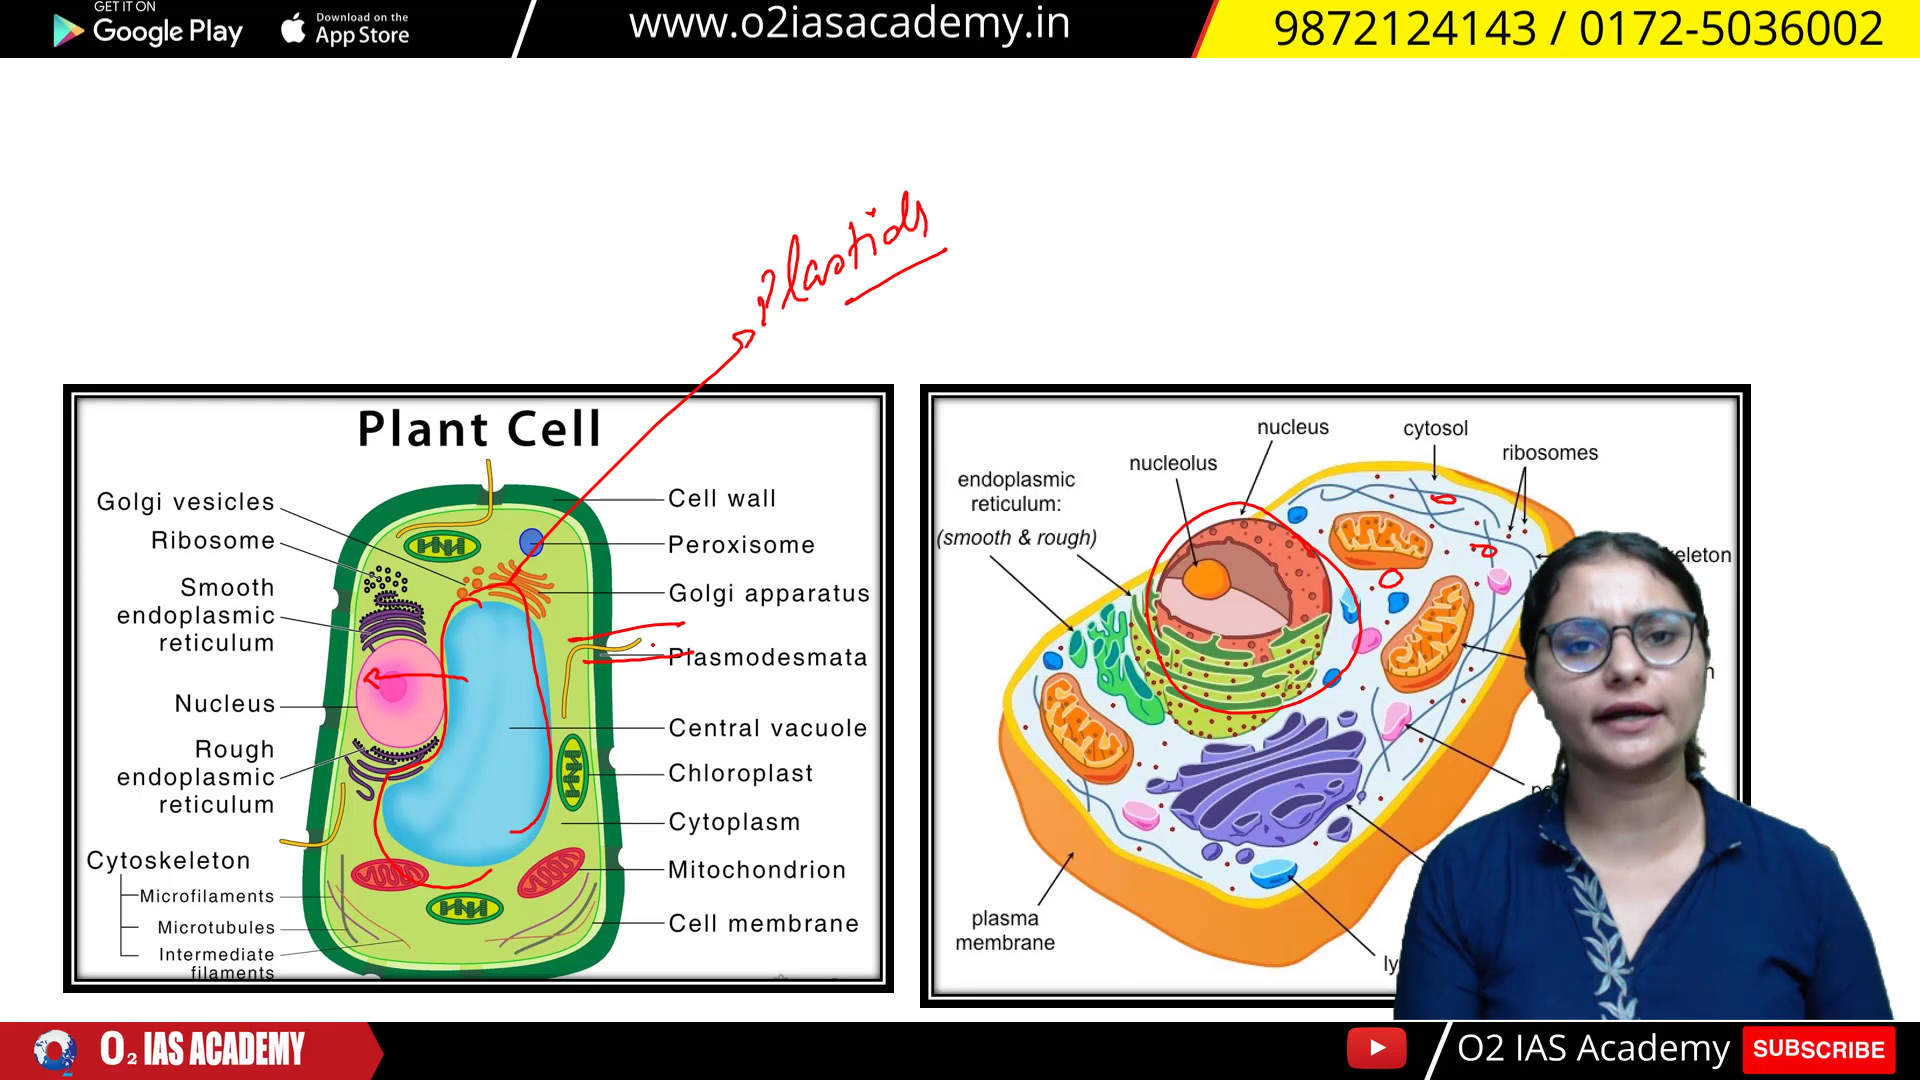 GET IT ON
Google Play
Download on the
App Store
www.o2iasacademy.in
9872124143 / 0172-5036002
Plastids
Plant Cell
Golgi vesicles
Ribosome
Smooth
endoplasmic
reticulum
Nucleus
Rough
endoplasmic
reticulum
Cytoskeleton
Microfilaments
Microtubules
Intermediate
filaments
Cell wall
Peroxisome
Golgi apparatus
Plasmodesmata
Central vacuole
Chloroplast
Cytoplasm
Mitochondrion
Cell membrane
nucleus
cytosol
ribosomes
nucleolus
endoplasmic
reticulum:
(smooth & rough)
eleton
plasma
membrane
ly
O2 IAS ACADEMY
O2 IAS Academy
SUBSCRIBE